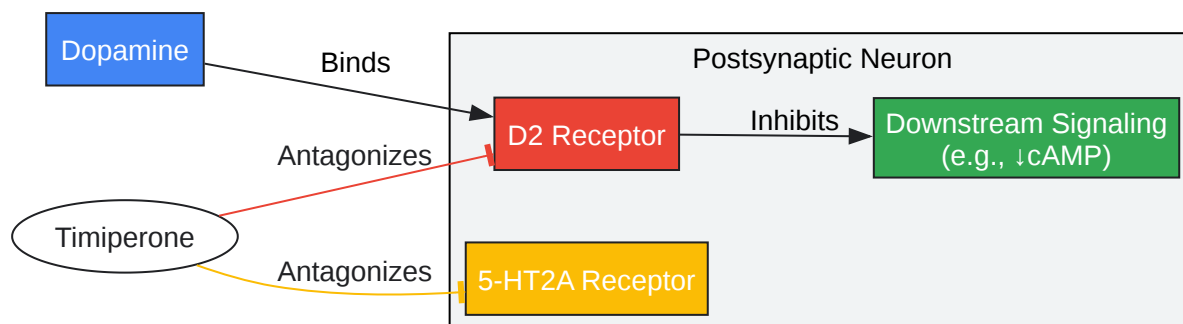 Dopamine
Binds
Postsynaptic Neuron
D2 Receptor
Inhibits
Downstream Signaling
(e.g., ↓cAMP)
Antagonizes
Timiperone
Antagonizes
5-HT2A Receptor